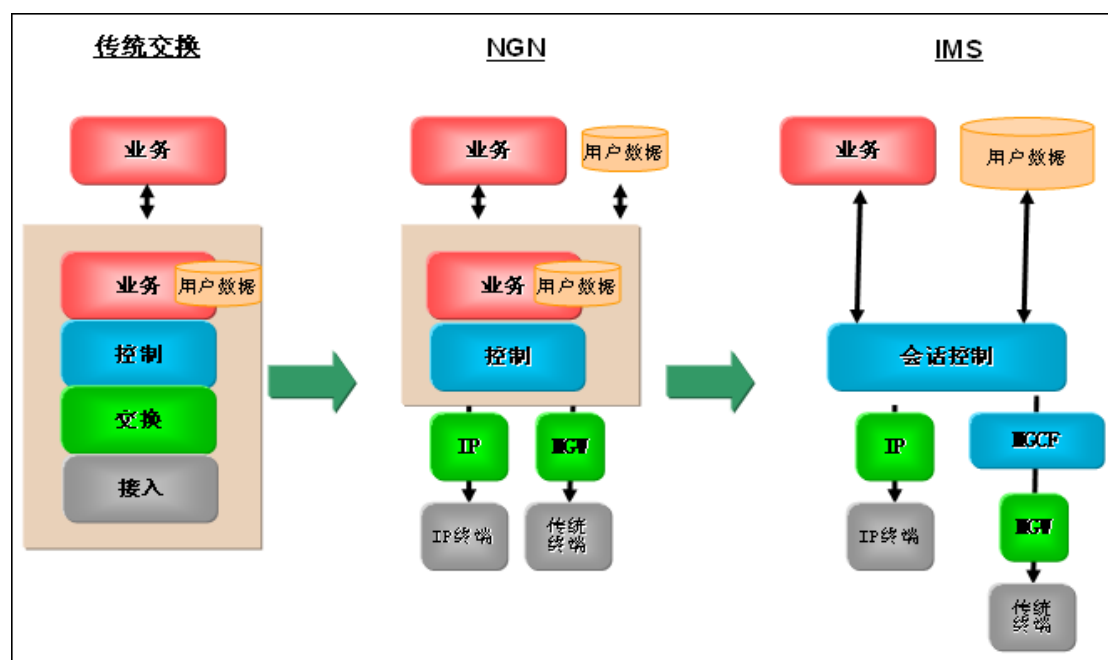 传统交换
业务
业务
用户数据
控制
交换
接入
NGN
业务
用户数据
业务
用户数据
控制
IP
MGW
IP终端
传统
终端
IMS
业务
用户数据
会话控制
IP
MGCF
IP终端
MGW
传统
终端